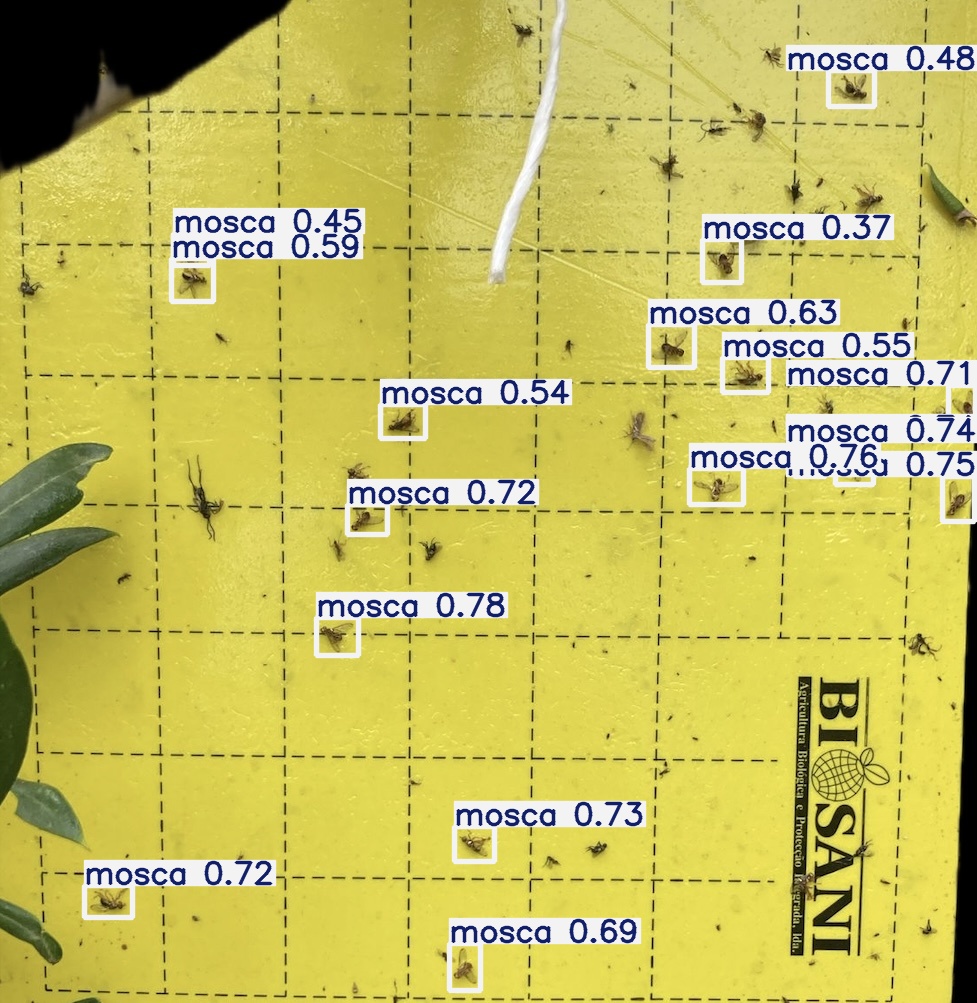 mosca 0.48
mosca 0.45
mosca 0.37
mosca 0.59
mosca 0.63
mosca 0.55
mosca 0.71
mosca 0.54
mosca 0.74
mosca 0.76
mosca 0.75
mosca 0.72
mosca 0.78
BIOSANI
Agricultura Biológica e Protecção Integrada, lda.
mosca 0.73
mosca 0.72
mosca 0.69